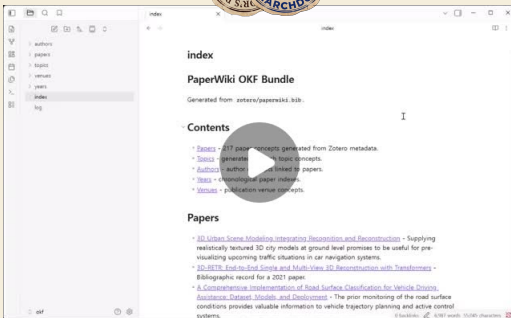 index
index
authors
papers
topics
venues
years
index
log
index
PaperWiki OKF Bundle
Generated from zotero/paperwiki.bib.
Contents
Papers - 217 paper concepts generated from Zotero metadata.
Topics - generated topic concepts.
Authors - author linked to papers.
Years - chronological paper indexes.
Venues - publication venue concepts.
Papers
3D Urban Scene Modeling Integrating Recognition and Reconstruction - Supplying
realistically textured 3D city models at ground level promises to be useful for pre-
visualizing upcoming traffic situations in car navigation systems.
3D-RETR: End-to-End Single and Multi-View 3D Reconstruction with Transformers -
Bibliographic record for a 2021 paper.
A Comprehensive Implementation of Road Surface Classification for Vehicle Driving
Assistance: Dataset, Models, and Deployment - The prior monitoring of the road surface
conditions provides valuable information to vehicle trajectory planning and active control
systems.
okf
0 backlinks